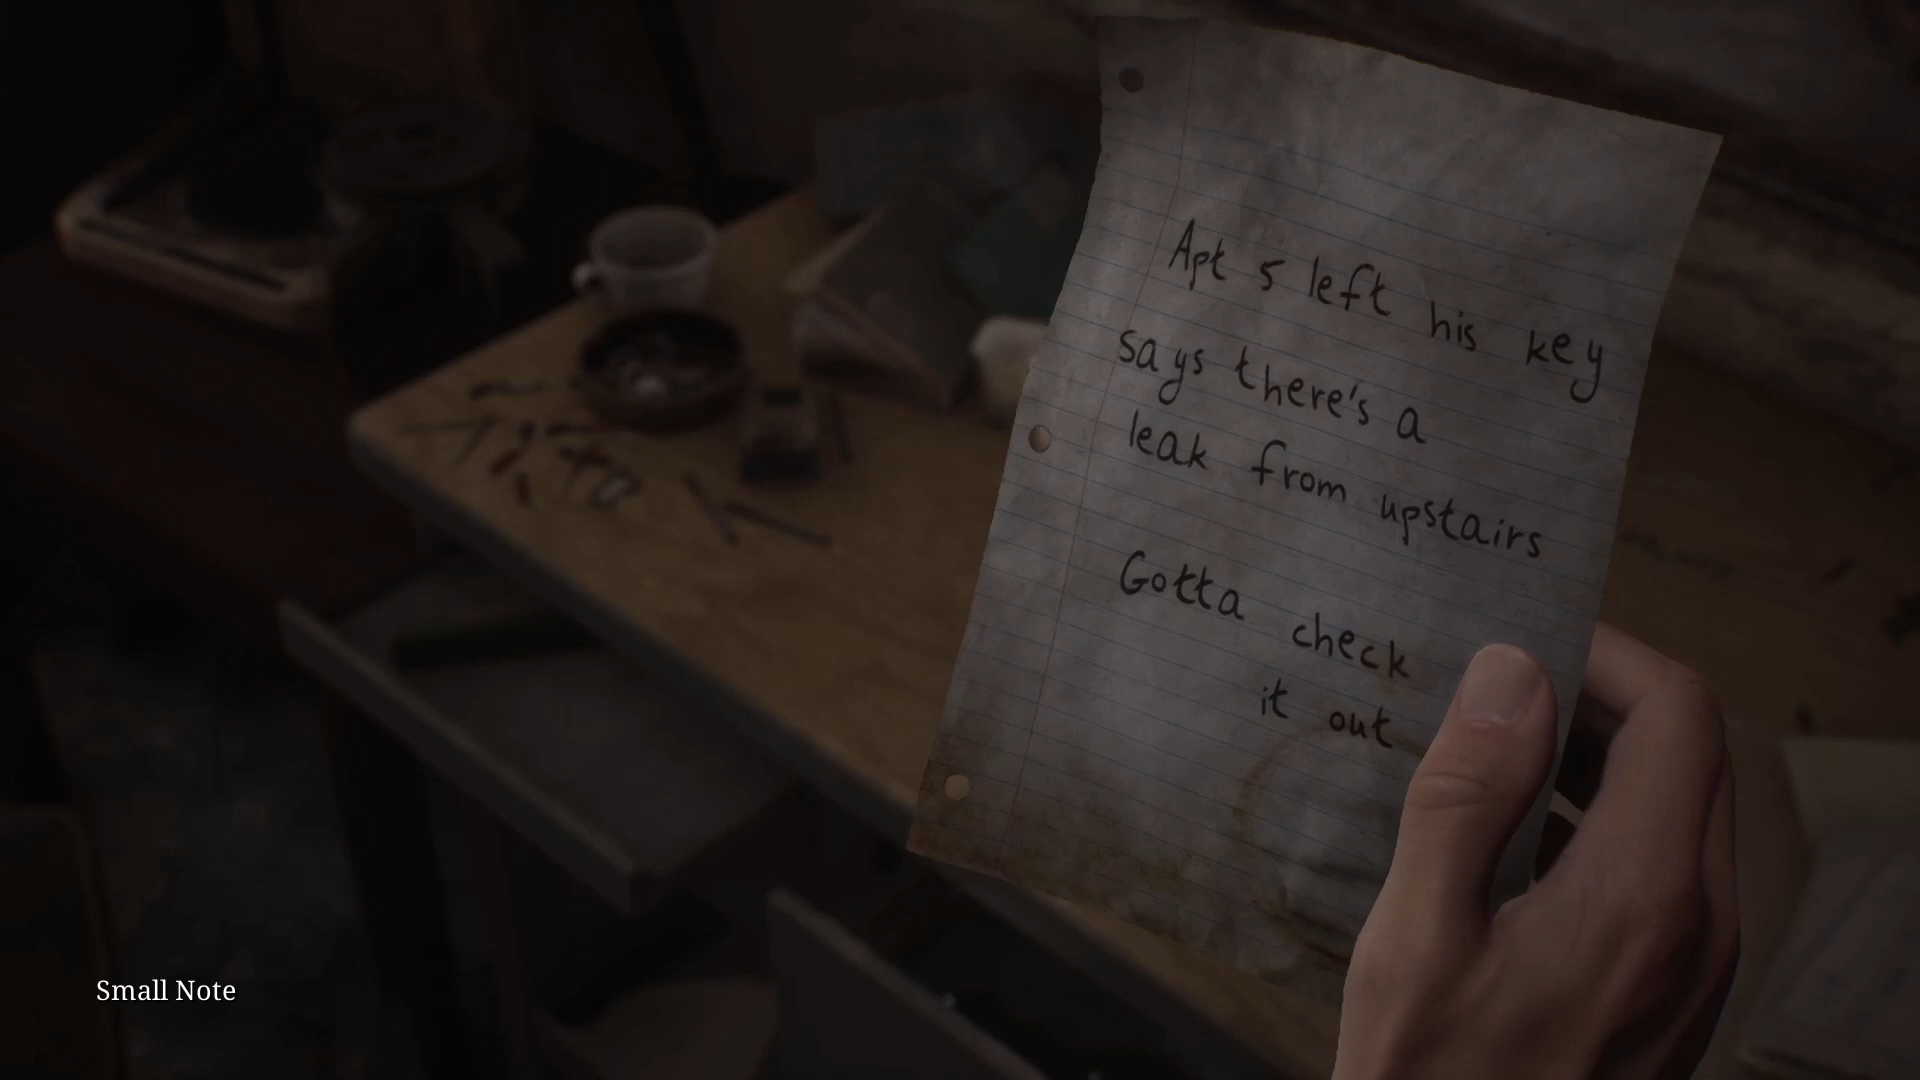 Apt 5 left his key
says there's a
leak from upstairs
Gotta check
it out
Small Note